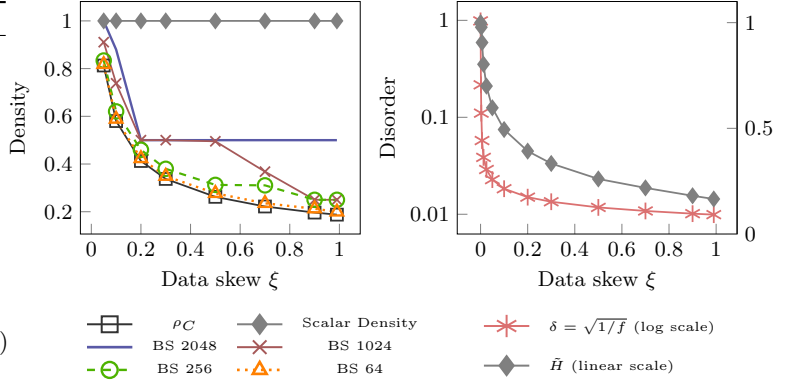 1
0.8
0.6
0.4
0.2
Density
0 0.2 0.4 0.6 0.8 1
Data skew ξ
1
0.1
0.01
Disorder
1
0.5
0
0 0.2 0.4 0.6 0.8 1
Data skew ξ
ρ_C Scalar Density
BS 2048 BS 1024
BS 256 BS 64
δ = √1/f (log scale)
H̃ (linear scale)
)